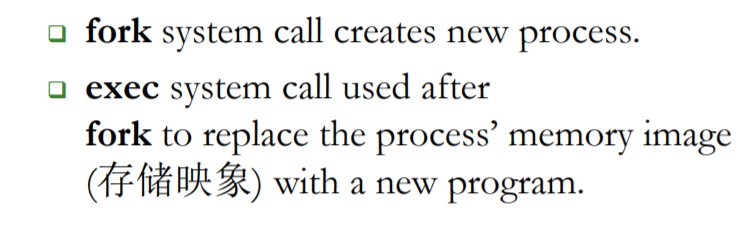 fork system call creates new process.
exec system call used after
fork to replace the process’ memory image
(存储映象) with a new program.